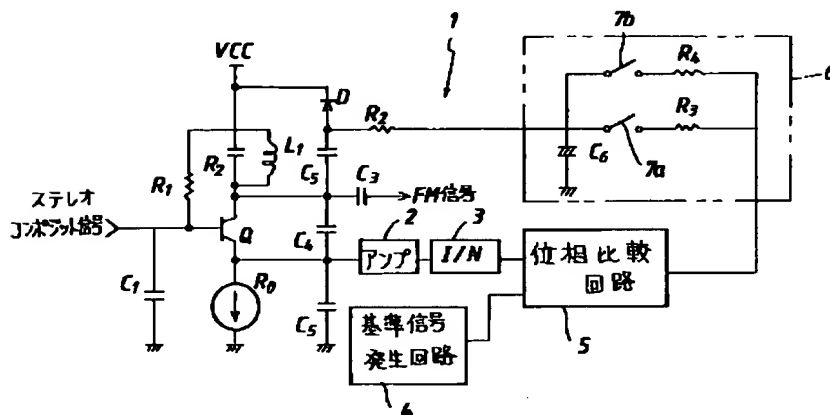 1
7b
R4
6
VCC
D
R2
R3
C6
7a
L1
R1
R2
C5
C3
FM信号
ステレオ
コンポジット信号
Q
C4
2
アンプ
3
I/N
位相比較
回路
5
C1
R0
C5
基準信号
発生回路
4